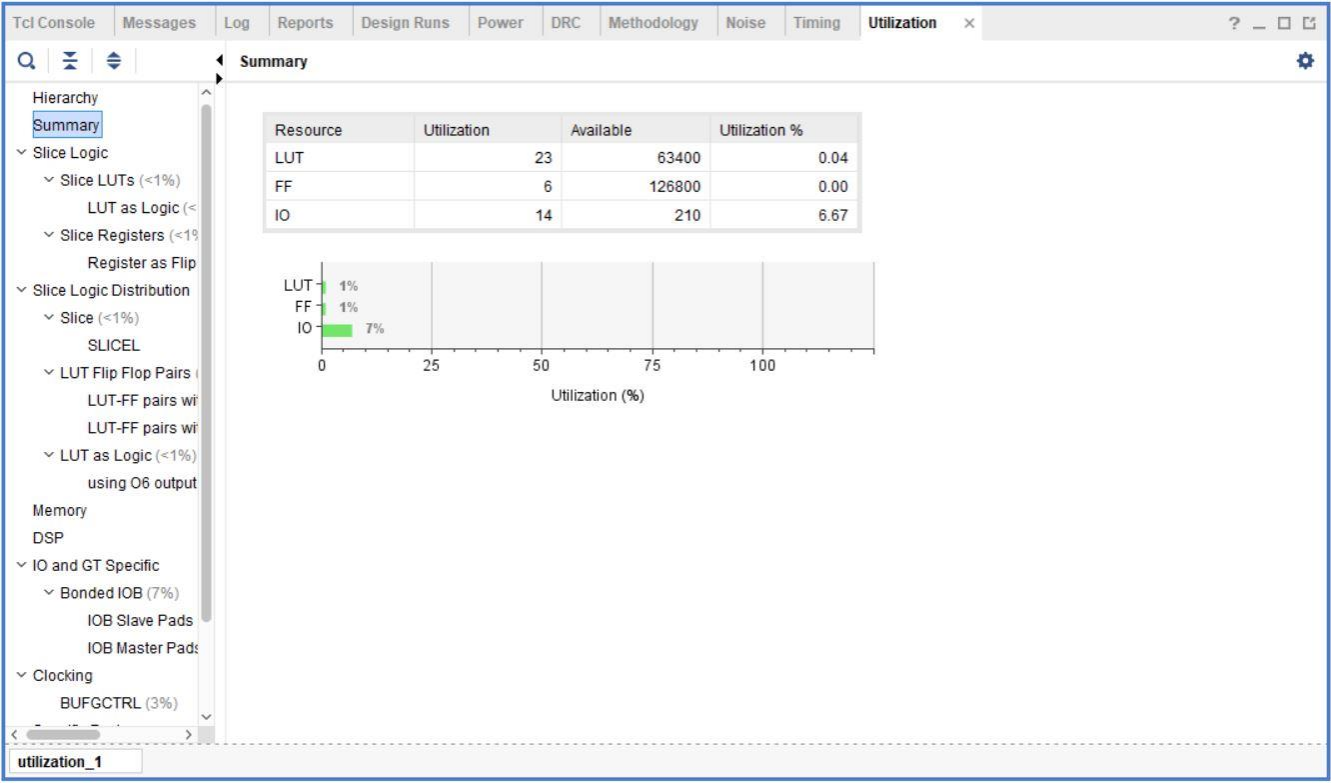 Tcl Console Messages Log Reports Design Runs Power DRC Methodology Noise Timing Utilization × ? _
Summary
Hierarchy
Summary
Slice Logic
Slice LUTs (<1%)
LUT as Logic (<
Slice Registers (<1%
Register as Flip
Slice Logic Distribution
Slice (<1%)
SLICEL
LUT Flip Flop Pairs (
LUT-FF pairs wit
LUT-FF pairs wit
LUT as Logic (<1%)
using O6 output
Memory
DSP
IO and GT Specific
Bonded IOB (7%)
IOB Slave Pads
IOB Master Pads
Clocking
BUFGCTRL (3%)
Resource Utilization Available Utilization %
LUT 23 63400 0.04
FF 6 126800 0.00
IO 14 210 6.67
LUT 1%
FF 1%
IO 7%
0 25 50 75 100
Utilization (%)
utilization_1